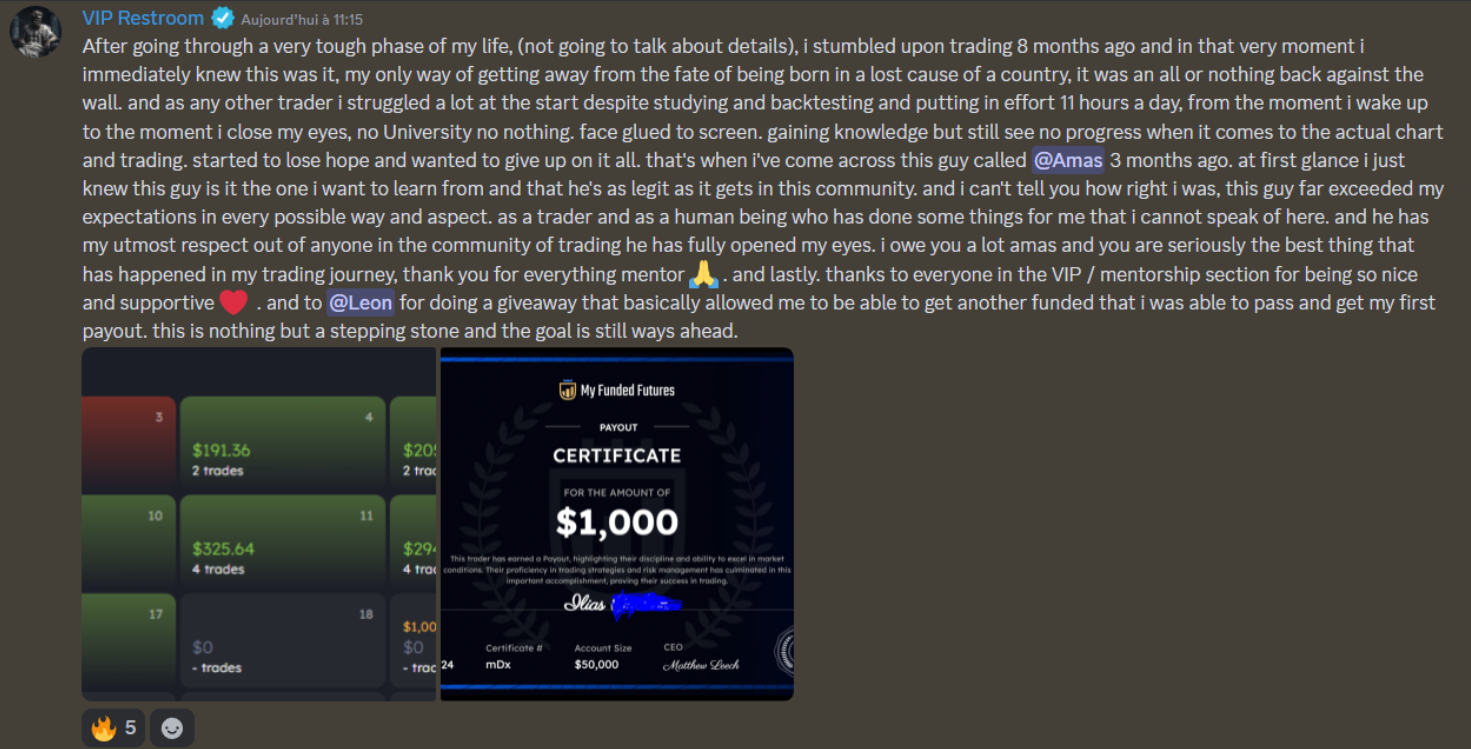 VIP Restroom Aujourd'hui à 11:15
After going through a very tough phase of my life, (not going to talk about details), i stumbled upon trading 8 months ago and in that very moment i
immediately knew this was it, my only way of getting away from the fate of being born in a lost cause of a country, it was an all or nothing back against the
wall. and as any other trader i struggled a lot at the start despite studying and backtesting and putting in effort 11 hours a day, from the moment i wake up
to the moment i close my eyes, no University no nothing. face glued to screen. gaining knowledge but still see no progress when it comes to the actual chart
and trading. started to lose hope and wanted to give up on it all. that's when i've come across this guy called @Amas 3 months ago. at first glance i just
knew this guy is it the one i want to learn from and that he's as legit as it gets in this community. and i can't tell you how right i was, this guy far exceeded my
expectations in every possible way and aspect. as a trader and as a human being who has done some things for me that i cannot speak of here. and he has
my utmost respect out of anyone in the community of trading he has fully opened my eyes. i owe you a lot amas and you are seriously the best thing that
has happened in my trading journey, thank you for everything mentor 🙏 . and lastly. thanks to everyone in the VIP / mentorship section for being so nice
and supportive ❤️ . and to @Leon for doing a giveaway that basically allowed me to be able to get another funded that i was able to pass and get my first
payout. this is nothing but a stepping stone and the goal is still ways ahead.
3
4
$191.36
2 trades
$205
2 trad
10
11
$325.64
4 trades
$294
4 trad
17
18
$0
- trades
$1,00
$0
- trad
My Funded Futures
PAYOUT
CERTIFICATE
FOR THE AMOUNT OF
$1,000
This trader has earned a Payout, highlighting their discipline and ability to excel in market
conditions. Their proficiency in trading strategies and risk management has culminated in this
important accomplishment, proving their success in trading.
Ilias
Certificate # Account Size CEO
24 mDx $50,000 Matthew Leech
🔥 5